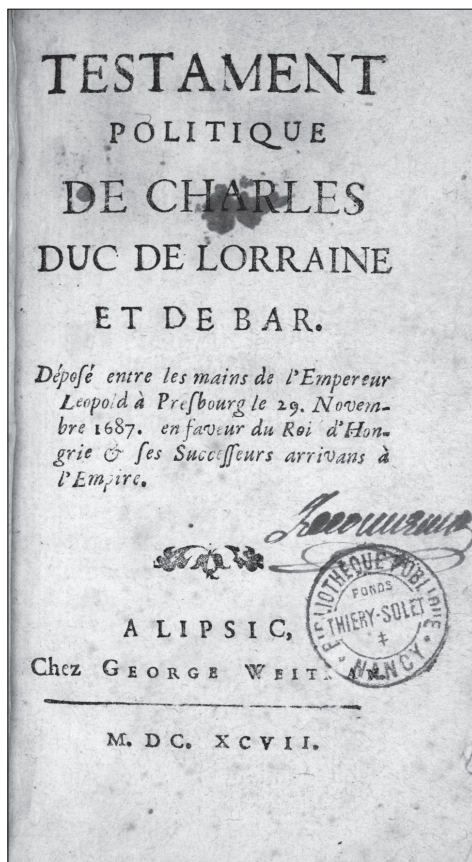 TESTAMENT
POLITIQUE
DE CHARLES
DUC DE LORRAINE
ET DE BAR.
Déposé entre les mains de l'Empereur
Leopold à Presbourg le 29. Novem-
bre 1687. en faveur du Roi d'Hon-
grie & ses Successeurs arrivans à
l'Empire.
A LIPSIC,
Chez GEORGE
M. DC. XCVII.
BIBLIOTHÈQUE PUBLIQUE
FONDS
THIERY-SOLET
NANCY